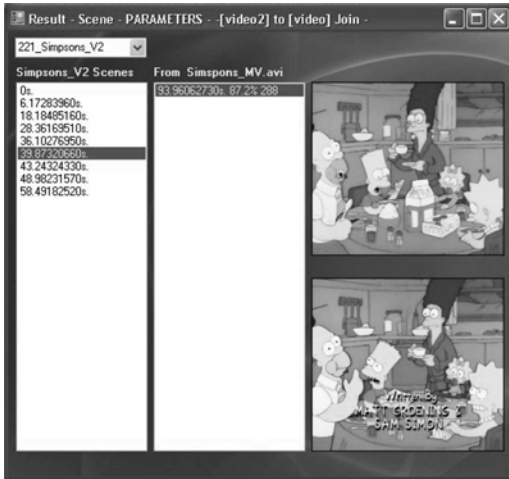 Result - Scene - PARAMETERS - -[video2] to [video] Join -
221_Simpsons_V2
Simpsons_V2 Scenes
From Simspons_MV.avi
0s.
6.17283960s.
18.18485160s.
28.36169510s.
36.10276950s.
39.87320660s.
43.24324330s.
48.98231570s.
58.49182520s.
93.96062730s. 87.2% 288
Written By
MATT GROENING &
SAM SIMON